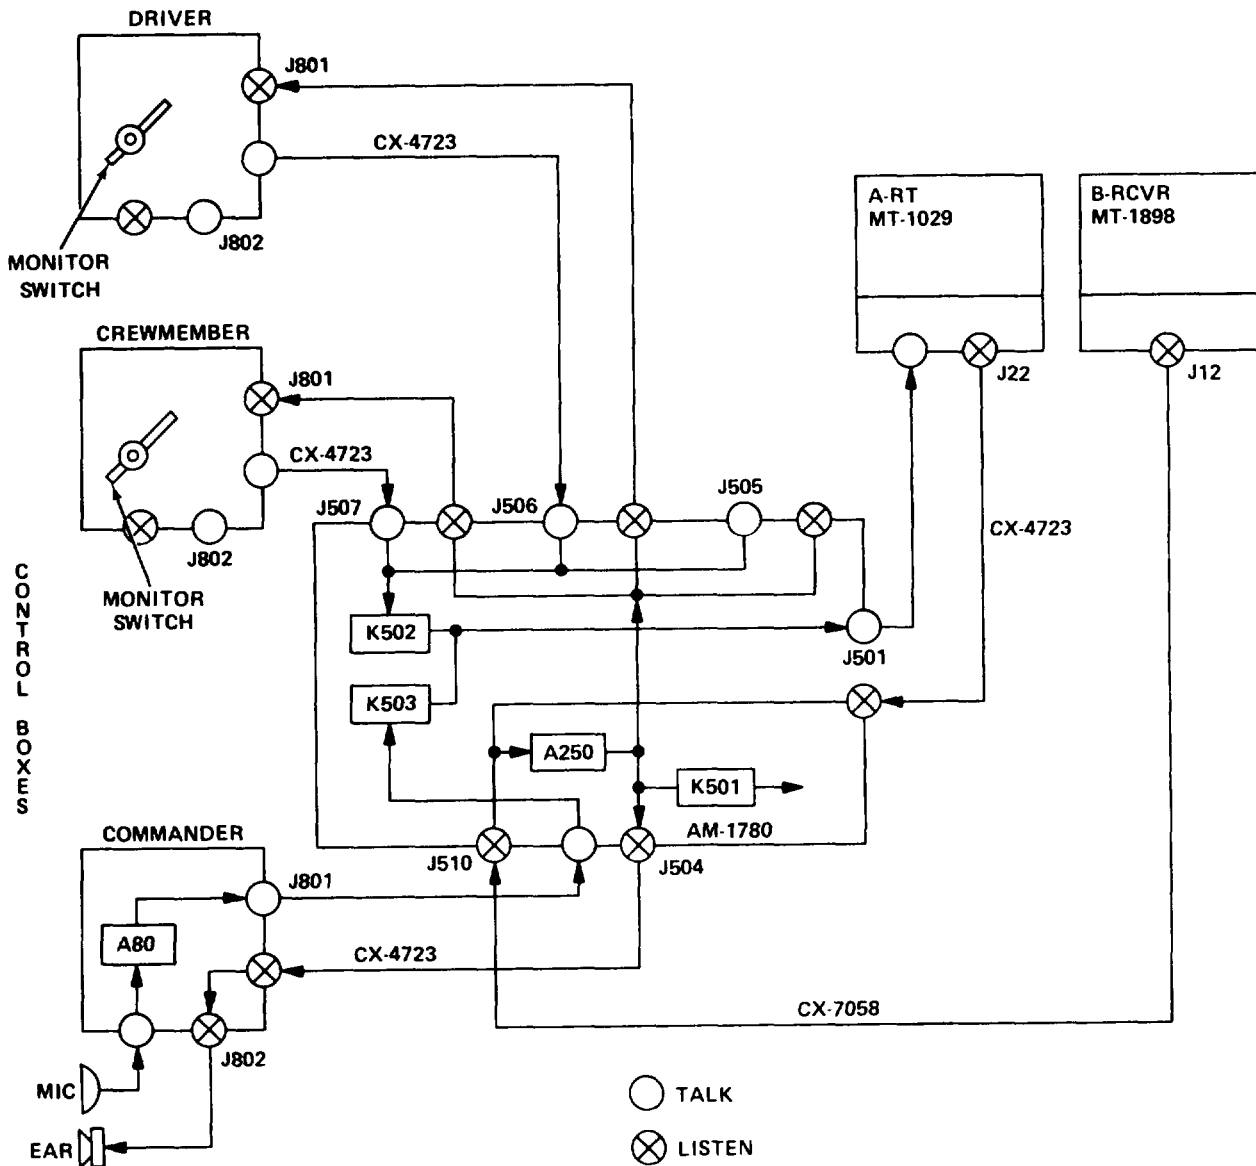 DRIVER
J801
CX-4723
J802
MONITOR
SWITCH
A-RT
MT-1029
J22
B-RCVR
MT-1898
J12
CREWMEMBER
J801
CX-4723
J802
MONITOR
SWITCH
J507
J506
J505
CX-4723
K502
J501
K503
A250
K501
AM-1780
J510
J504
CONTROL BOXES
COMMANDER
J801
A80
CX-4723
J802
CX-7058
MIC
EAR
TALK
LISTEN